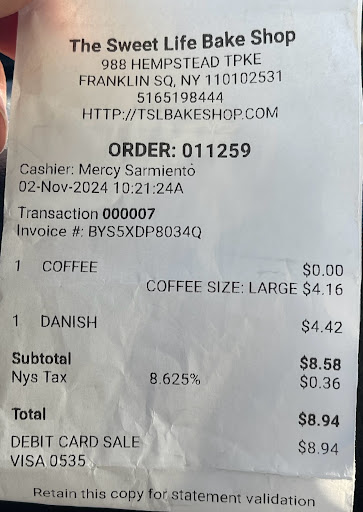 The Sweet Life Bake Shop
988 HEMPSTEAD TPKE
FRANKLIN SQ, NY 110102531
5165198444
HTTP://TSLBAKESHOP.COM
ORDER: 011259
Cashier: Mercy Sarmiento
02-Nov-2024 10:21:24A
Transaction 000007
Invoice #: BYS5XDP8034Q
1 COFFEE $0.00
COFFEE SIZE: LARGE $4.16
1 DANISH $4.42
Subtotal $8.58
Nys Tax 8.625% $0.36
Total $8.94
DEBIT CARD SALE $8.94
VISA 0535
Retain this copy for statement validation